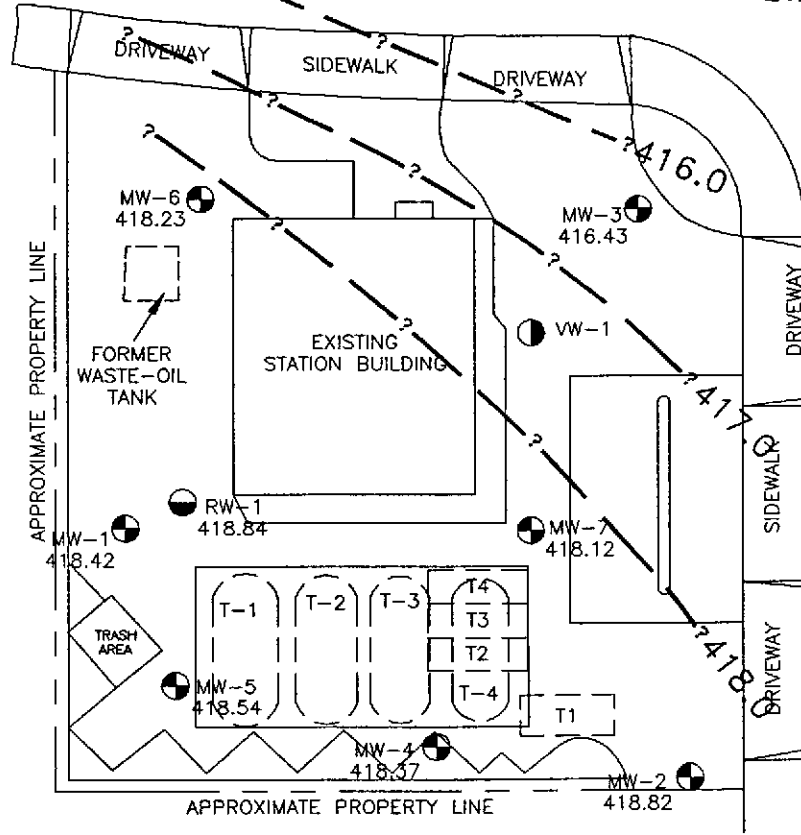 DRIVEWAY
SIDEWALK
DRIVEWAY
416.0
MW-6
418.23
MW-3
416.43
FORMER
WASTE-OIL
TANK
EXISTING
STATION BUILDING
VW-1
DRIVEWAY
417.0
APPROXIMATE PROPERTY LINE
RW-1
418.84
MW-1
418.42
MW-7
418.12
SIDEWALK
T-1
T-2
T-3
T4
T3
T2
T-4
T1
TRASH
AREA
MW-5
418.54
418.0
DRIVEWAY
MW-4
418.37
MW-2
418.82
APPROXIMATE PROPERTY LINE
? ? ?
? ? ? ? ?
? ? ? ? ?